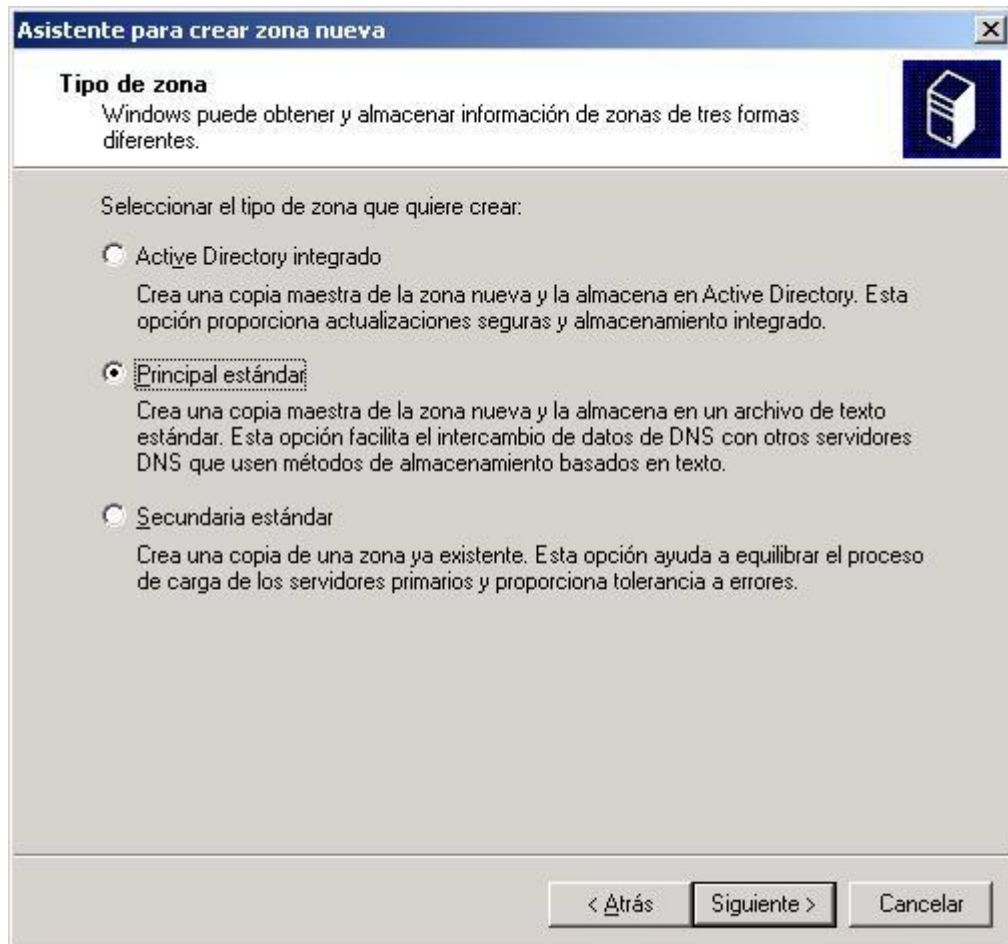 Asistente para crear zona nueva
Tipo de zona
Windows puede obtener y almacenar información de zonas de tres formas
diferentes.
Seleccionar el tipo de zona que quiere crear:
Active Directory integrado
Crea una copia maestra de la zona nueva y la almacena en Active Directory. Esta
opción proporciona actualizaciones seguras y almacenamiento integrado.
Principal estándar
Crea una copia maestra de la zona nueva y la almacena en un archivo de texto
estándar. Esta opción facilita el intercambio de datos de DNS con otros servidores
DNS que usen métodos de almacenamiento basados en texto.
Secundaria estándar
Crea una copia de una zona ya existente. Esta opción ayuda a equilibrar el proceso
de carga de los servidores primarios y proporciona tolerancia a errores.
< Atrás
Siguiente >
Cancelar